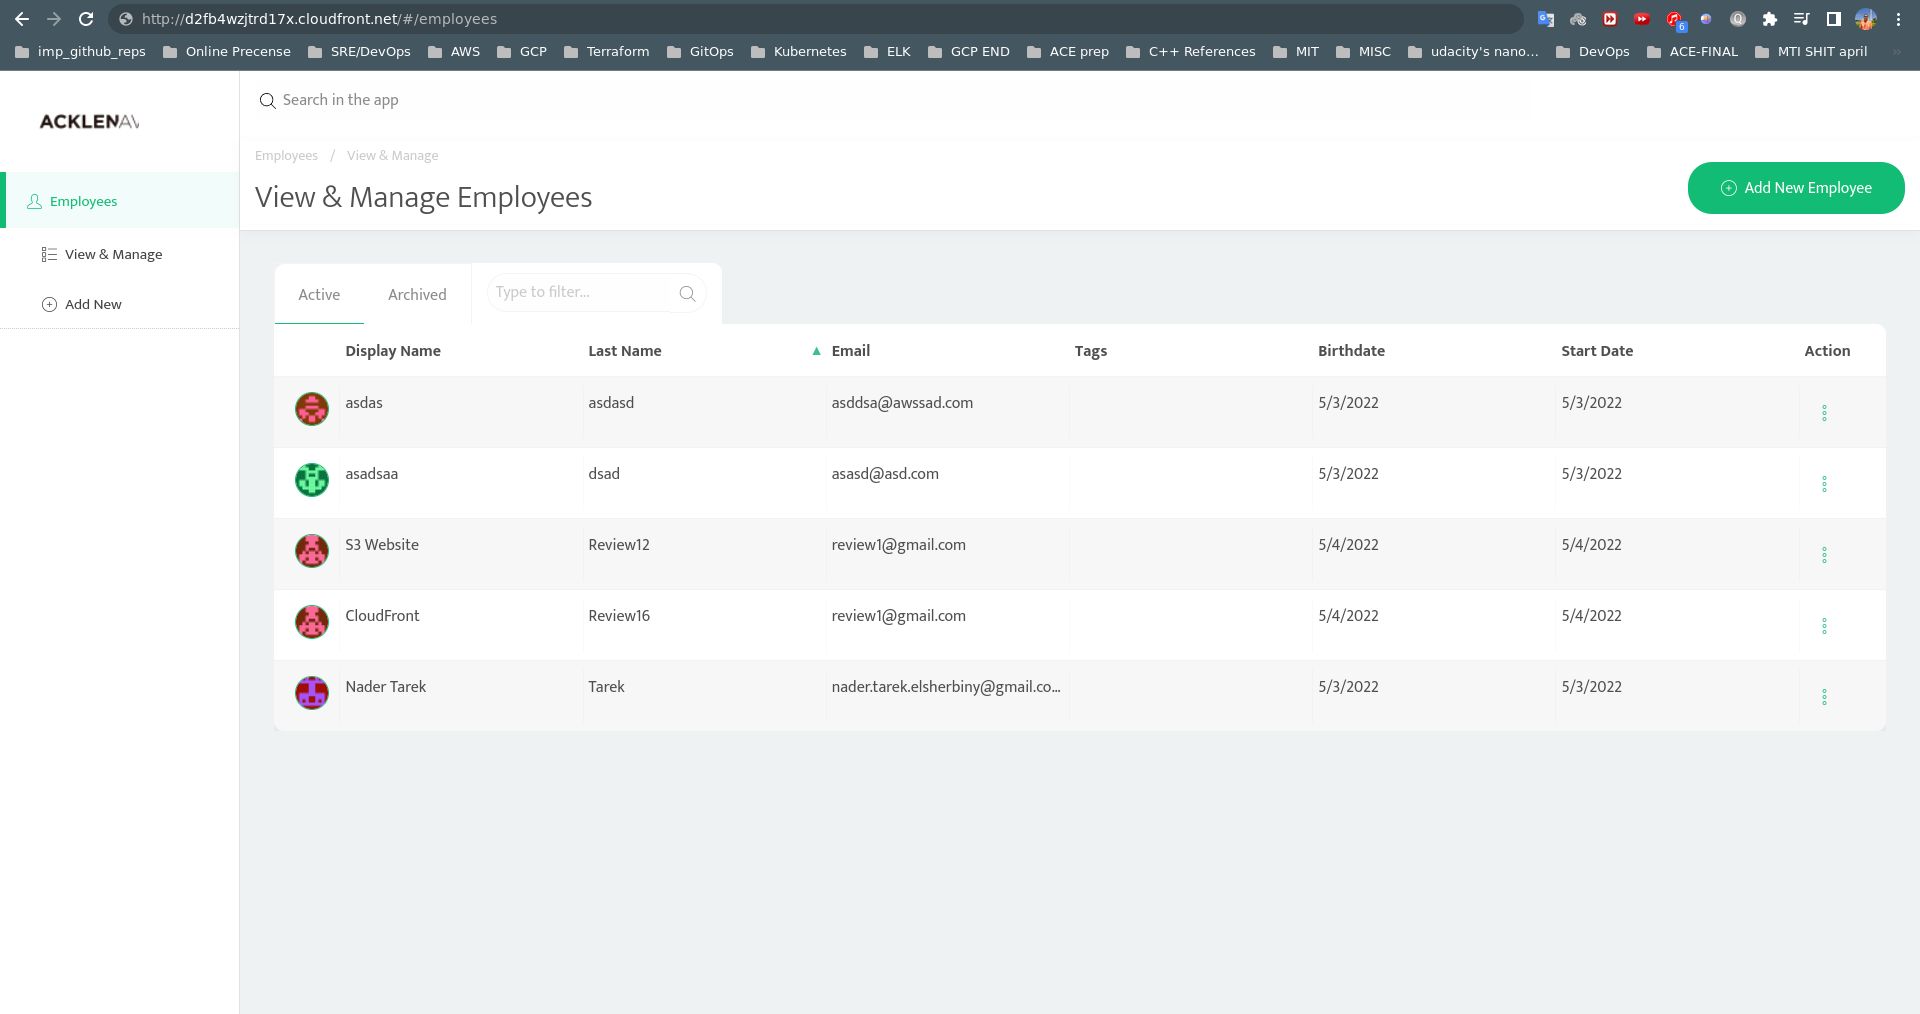 http://d2fb4wzjtrd17x.cloudfront.net/#/employees
6
imp_github_reps Online Precense SRE/DevOps AWS GCP Terraform GitOps Kubernetes ELK GCP END ACE prep C++ References MIT MISC udacity's nano... DevOps ACE-FINAL MTI SHIT april »
ACKLENAV
Search in the app
Employees / View & Manage
View & Manage Employees
Add New Employee
Employees
View & Manage
Add New
Active Archived Type to filter...
Display Name Last Name ▲ Email Tags Birthdate Start Date Action
asdas asdasd asddsa@awssad.com 5/3/2022 5/3/2022
asadsaa dsad asasd@asd.com 5/3/2022 5/3/2022
S3 Website Review12 review1@gmail.com 5/4/2022 5/4/2022
CloudFront Review16 review1@gmail.com 5/4/2022 5/4/2022
Nader Tarek Tarek nader.tarek.elsherbiny@gmail.co... 5/3/2022 5/3/2022